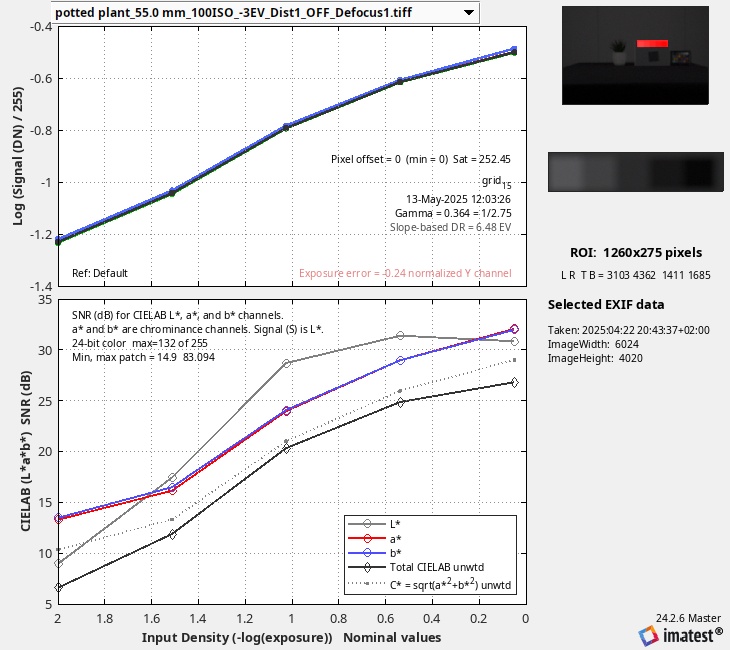 potted plant_55.0 mm_100ISO_-3EV_Dist1_OFF_Defocus1.tiff
-0.4
-0.6
-0.8
-1
-1.2
-1.4
Log (Signal (DN) / 255)
Pixel offset = 0 (min = 0) Sat = 252.45
grid_15
13-May-2025 12:03:26
Gamma = 0.364 = 1/2.75
Slope-based DR = 6.48 EV
Ref: Default
Exposure error = -0.24 normalized Y channel
35
30
25
20
15
10
5
CIELAB (L*a*b*) SNR (dB)
SNR (dB) for CIELAB L*, a*, and b* channels.
a* and b* are chrominance channels. Signal (S) is L*.
24-bit color max=132 of 255
Min, max patch = 14.9 83.094
L*
a*
b*
Total CIELAB unwtd
C* = sqrt(a*2+b*2) unwtd
2
1.8
1.6
1.4
1.2
1
0.8
0.6
0.4
0.2
0
Input Density (-log(exposure)) Nominal values
ROI: 1260x275 pixels
L R T B = 3103 4362 1411 1685
Selected EXIF data
Taken: 2025:04:22 20:43:37+02:00
ImageWidth: 6024
ImageHeight: 4020
24.2.6 Master
imatest®